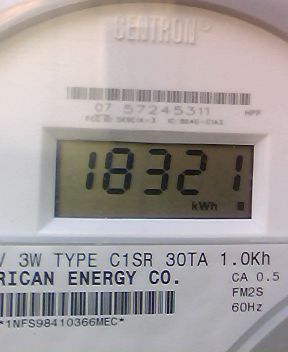 CENTRON®
07 57245311 HPP
18321
kWh
V 3W TYPE C1SR 30TA 1.0Kh
RICAN ENERGY CO. CA 0.5
FM2S
60Hz
*1NFS98410366MEC*